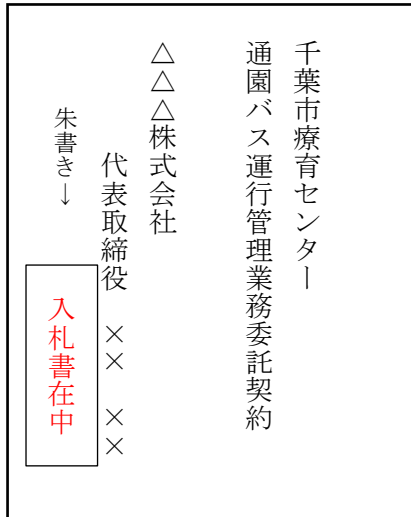 千葉市療育センター
通園バス運行管理業務委託契約
△△△株式会社
代表取締役　××　××
朱書き→
入札書在中